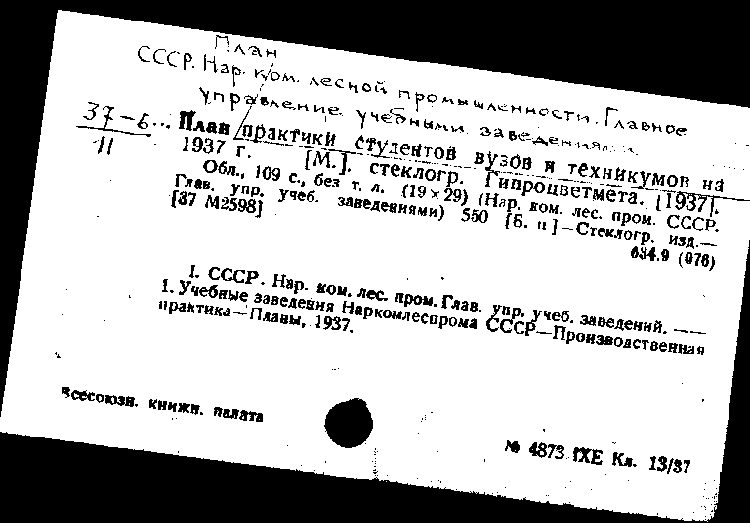 План
СССР. Нар. ком. лесной промышленности. Главное
управление учебными заведениями.
37-6...
11
План практики студентов вузов и техникумов на
1937 г. [М.]. стеклогр. Гипроцветмета. [1937].
Обл., 109 с., без т. л. (19×29) (Нар. ком. лес. пром. СССР.
Глав. упр. учеб. заведениями) 550 [Б. ц] — Стеклогр. изд.—
[37 М2598] 634.9 (076)
I. СССР. Нар. ком. лес. пром. Глав. упр. учеб. заведений. ——
1. Учебные заведения Наркомлеспрома СССР—Производственная
практика—Планы, 1937.
Всесоюзн. книжн. палата
№ 4873 IXE Кл. 13/37